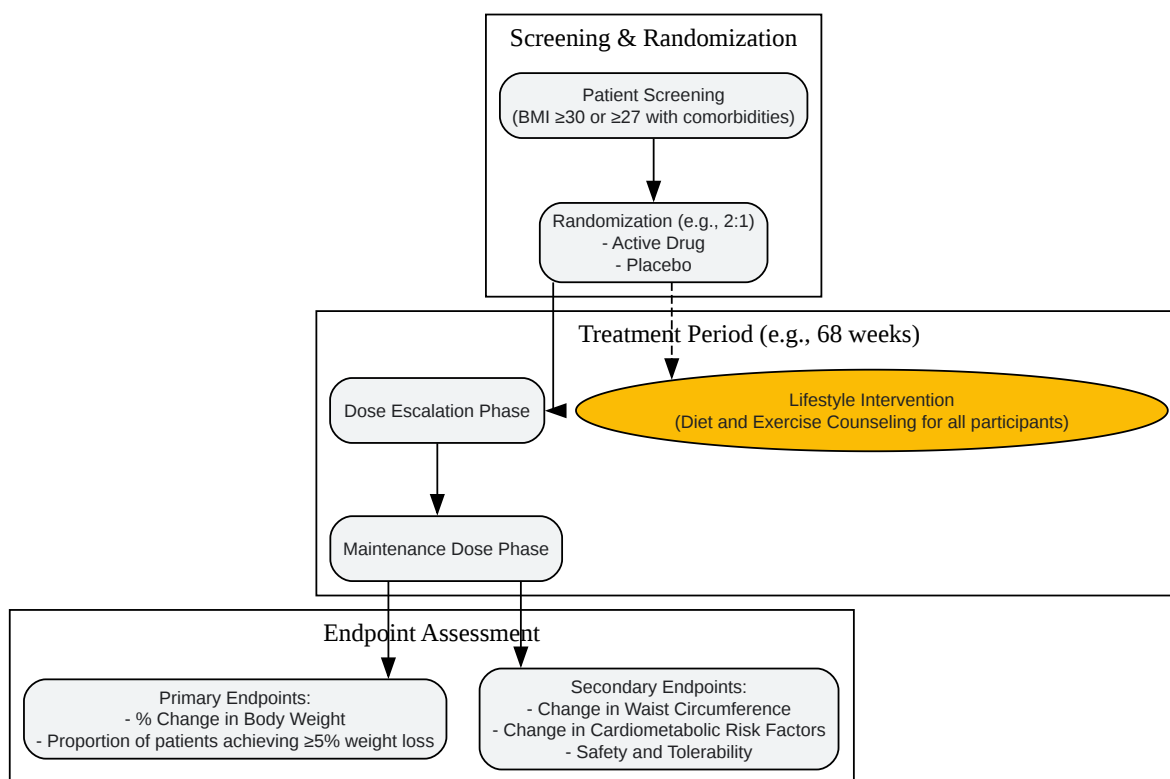 Screening & Randomization
Patient Screening
(BMI ≥30 or ≥27 with comorbidities)
Randomization (e.g., 2:1)
- Active Drug
- Placebo
Treatment Period (e.g., 68 weeks)
Dose Escalation Phase
Lifestyle Intervention
(Diet and Exercise Counseling for all participants)
Maintenance Dose Phase
Endpoint Assessment
Primary Endpoints:
- % Change in Body Weight
- Proportion of patients achieving ≥5% weight loss
Secondary Endpoints:
- Change in Waist Circumference
- Change in Cardiometabolic Risk Factors
- Safety and Tolerability